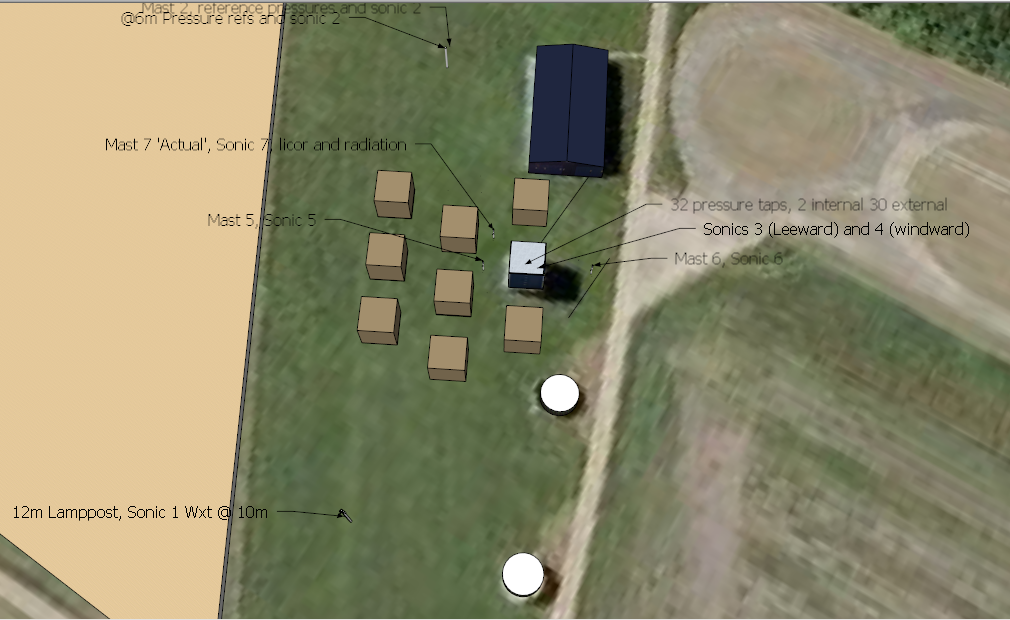 Mast 2, reference pressures and sonic 2
@6m Pressure refs and sonic 2
Mast 7 'Actual', Sonic 7, licor and radiation
32 pressure taps, 2 internal 30 external
Mast 5, Sonic 5
Sonics 3 (Leeward) and 4 (windward)
Mast 6, Sonic 6
12m Lamppost, Sonic 1 Wxt @ 10m